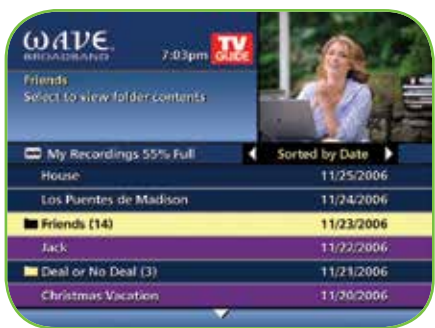 WAVE
BROADBAND
7:03pm
TV
GUIDE
Friends
Select to view folder contents
My Recordings 55% Full
Sorted by Date
House 11/25/2006
Los Puentes de Madison 11/24/2006
Friends (14) 11/23/2006
Jack 11/22/2006
Deal or No Deal (3) 11/21/2006
Christmas Vacation 11/20/2006